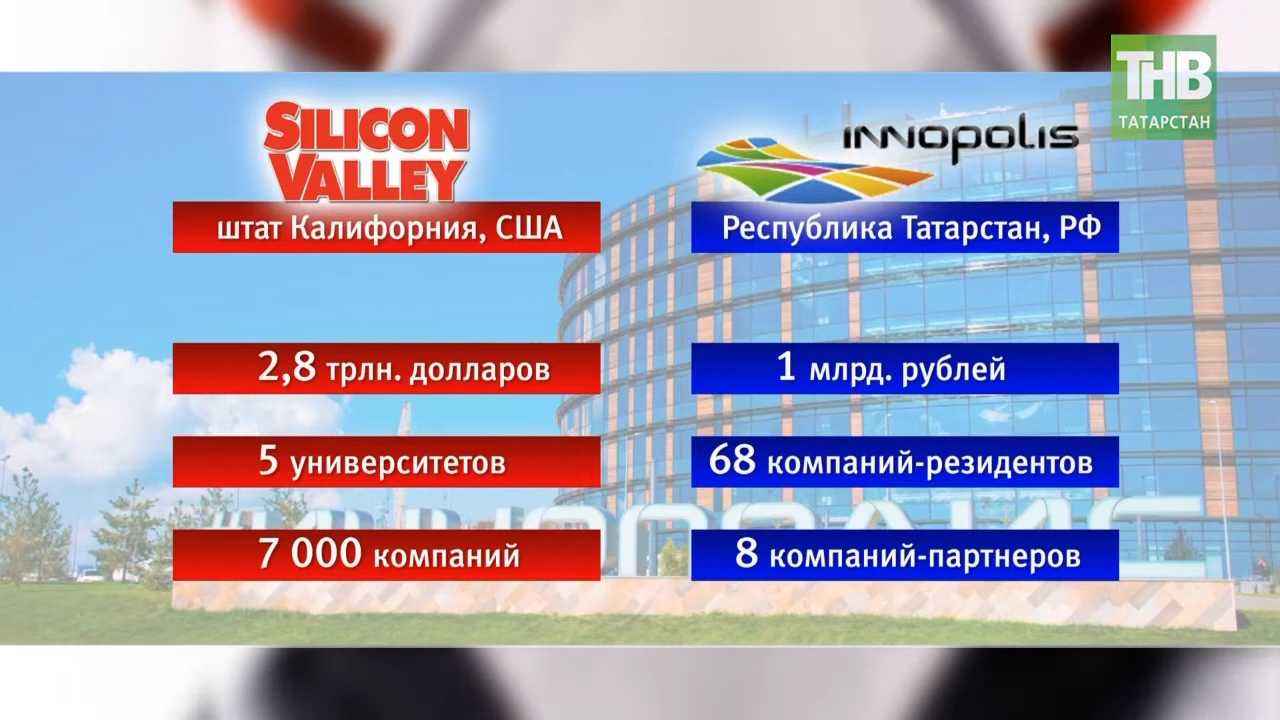 ТНВ
ТАТАРСТАН
SILICON
VALLEY
штат Калифорния, США
2,8 трлн. долларов
5 университетов
7 000 компаний
innopolis
Республика Татарстан, РФ
1 млрд. рублей
68 компаний-резидентов
8 компаний-партнеров